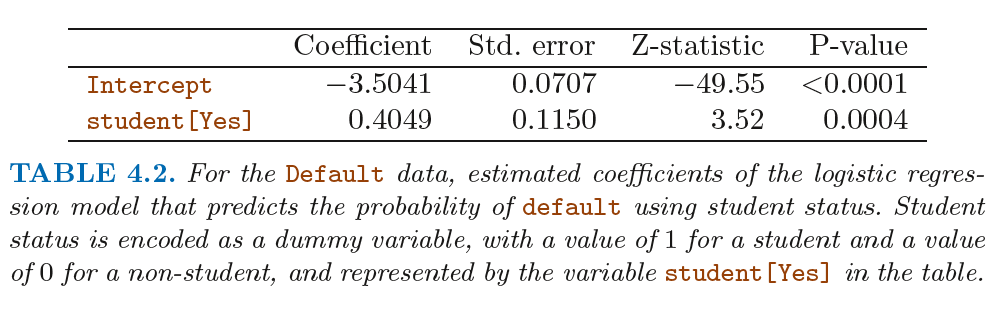 Coefficient Std. error Z-statistic P-value
Intercept −3.5041 0.0707 −49.55 <0.0001
student[Yes] 0.4049 0.1150 3.52 0.0004
TABLE 4.2. For the Default data, estimated coefficients of the logistic regres-
sion model that predicts the probability of default using student status. Student
status is encoded as a dummy variable, with a value of 1 for a student and a value
of 0 for a non-student, and represented by the variable student[Yes] in the table.